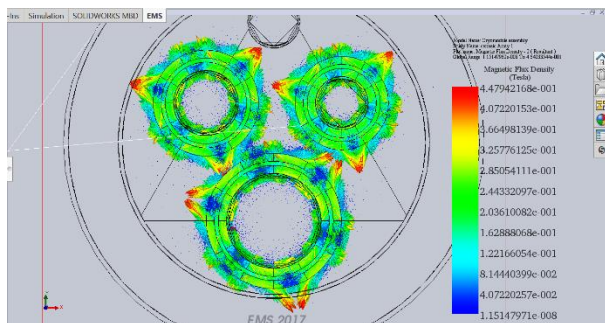 -Ins
Simulation
SOLIDWORKS MBD
EMS
Magnetic Flux Density
(Tesla)
4.47942168e-001
4.07220153e-001
3.66498139e-001
3.25776125e-001
2.85054111e-001
2.44332097e-001
2.03610082e-001
1.62888068e-001
1.22166054e-001
8.14440399e-002
4.07220257e-002
1.15147971e-008
EMS 2017
X